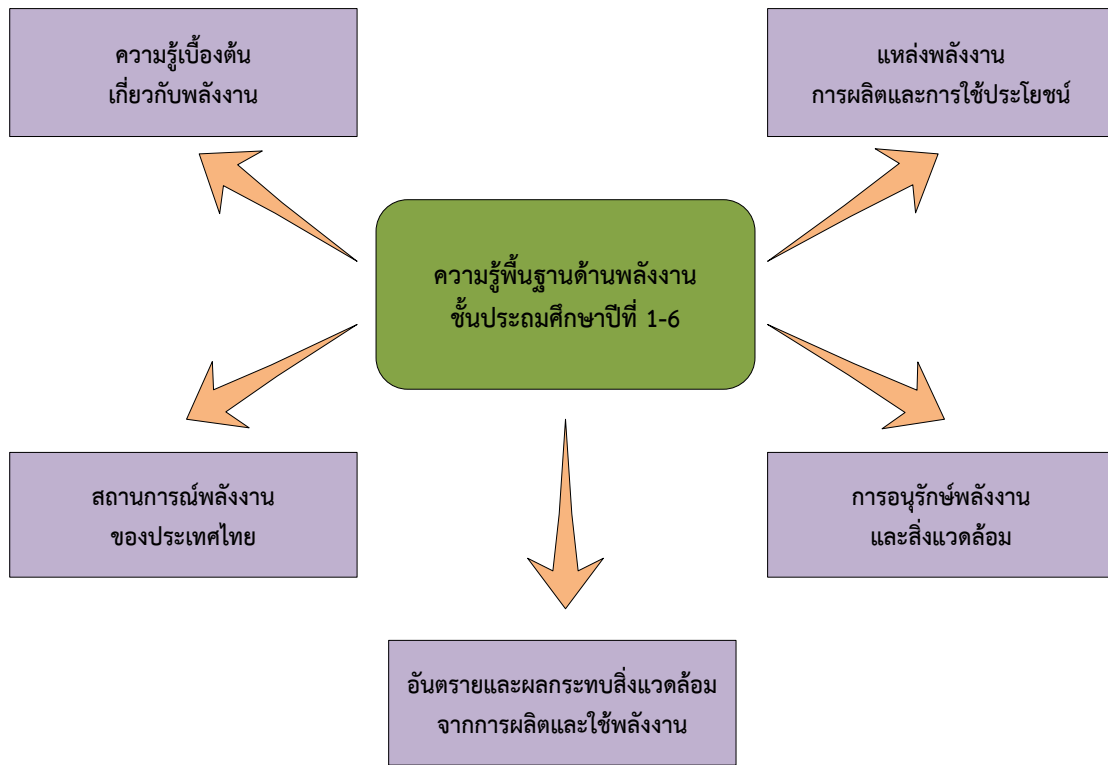 ความรู้เบื้องต้น
เกี่ยวกับพลังงาน
แหล่งพลังงาน
การผลิตและการใช้ประโยชน์
ความรู้พื้นฐานด้านพลังงาน
ชั้นประถมศึกษาปีที่ 1-6
สถานการณ์พลังงาน
ของประเทศไทย
การอนุรักษ์พลังงาน
และสิ่งแวดล้อม
อันตรายและผลกระทบสิ่งแวดล้อม
จากการผลิตและใช้พลังงาน